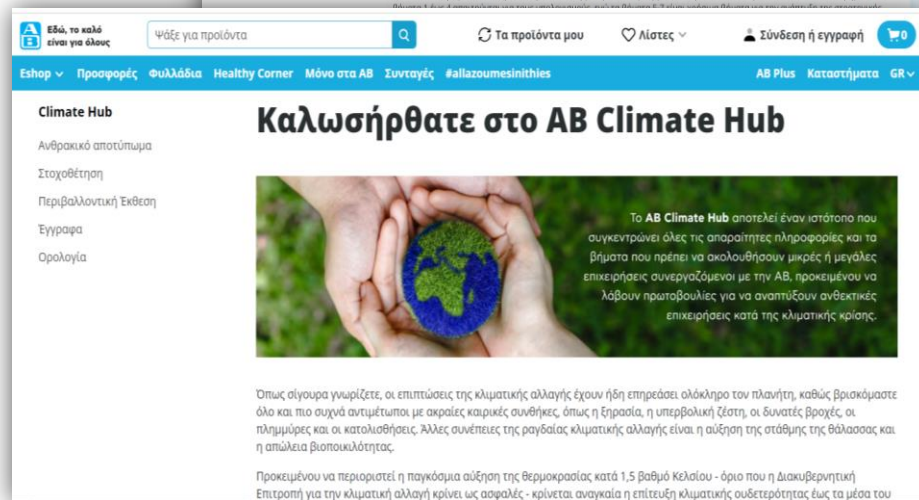 Εδώ, το καλό
είναι για όλους
Ψάξε για προϊόντα
Τα προϊόντα μου
Λίστες
Σύνδεση ή εγγραφή
0
Eshop Προσφορές Φυλλάδια Healthy Corner Μόνο στα ΑΒ Συνταγές #allazoumesinithies AB Plus Καταστήματα GR
Climate Hub
Ανθρακικό αποτύπωμα
Στοχοθέτηση
Περιβαλλοντική Έκθεση
Έγγραφα
Ορολογία
Καλωσήρθατε στο AB Climate Hub
Το AB Climate Hub αποτελεί έναν ιστότοπο που
συγκεντρώνει όλες τις απαραίτητες πληροφορίες και τα
βήματα που πρέπει να ακολουθήσουν μικρές ή μεγάλες
επιχειρήσεις συνεργαζόμενοι με την ΑΒ, προκειμένου να
λάβουν πρωτοβουλίες για να αναπτύξουν ανθεκτικές
επιχειρήσεις κατά της κλιματικής κρίσης.
Όπως σίγουρα γνωρίζετε, οι επιπτώσεις της κλιματικής αλλαγής έχουν ήδη επηρεάσει ολόκληρο τον πλανήτη, καθώς βρισκόμαστε
όλο και πιο συχνά αντιμέτωποι με ακραίες καιρικές συνθήκες, όπως η ξηρασία, η υπερβολική ζέστη, οι δυνατές βροχές, οι
πλημμύρες και οι κατολισθήσεις. Άλλες συνέπειες της ραγδαίας κλιματικής αλλαγής είναι η αύξηση της στάθμης της θάλασσας και
η απώλεια βιοποικιλότητας.
Προκειμένου να περιοριστεί η παγκόσμια αύξηση της θερμοκρασίας κατά 1,5 βαθμό Κελσίου - όριο που η Διακυβερνητική
Επιτροπή για την κλιματική αλλαγή κρίνει ως ασφαλές - κρίνεται αναγκαία η επίτευξη κλιματικής ουδετερότητας έως τα μέσα του